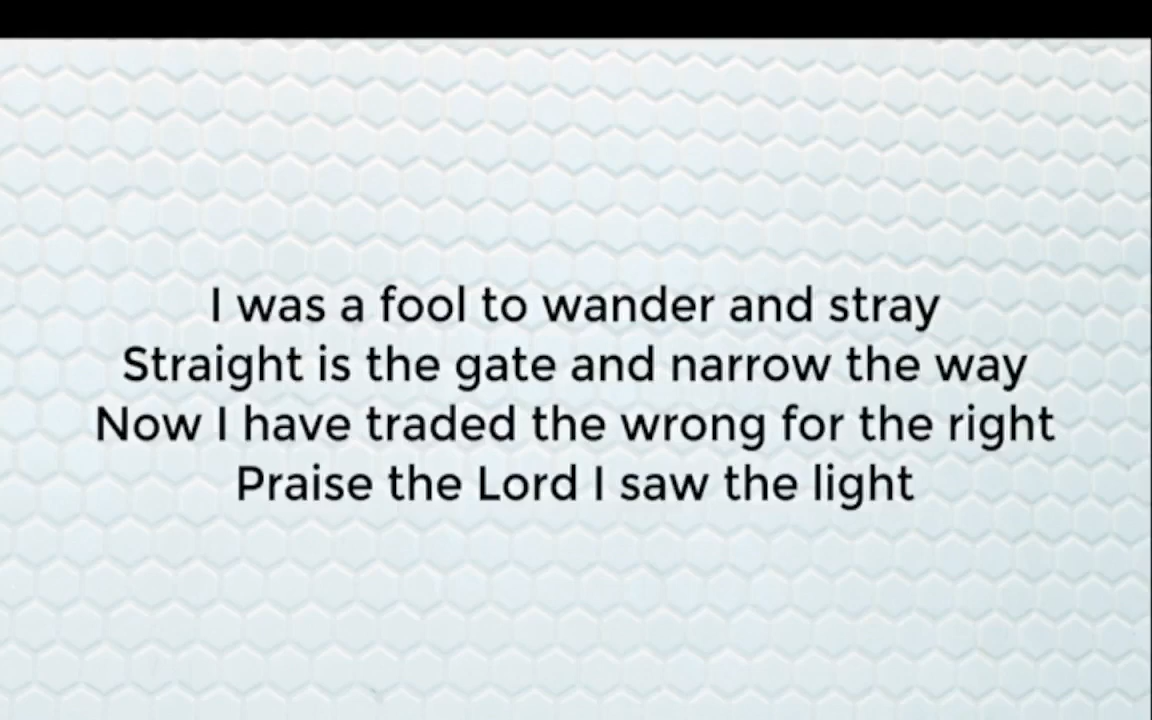 I was a fool to wander and stray
Straight is the gate and narrow the way
Now I have traded the wrong for the right
Praise the Lord I saw the light